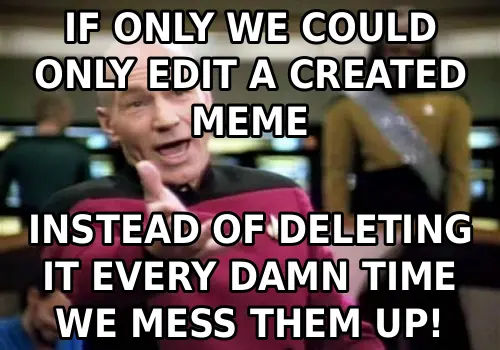 IF ONLY WE COULD
ONLY EDIT A CREATED
MEME
INSTEAD OF DELETING
IT EVERY DAMN TIME
WE MESS THEM UP!